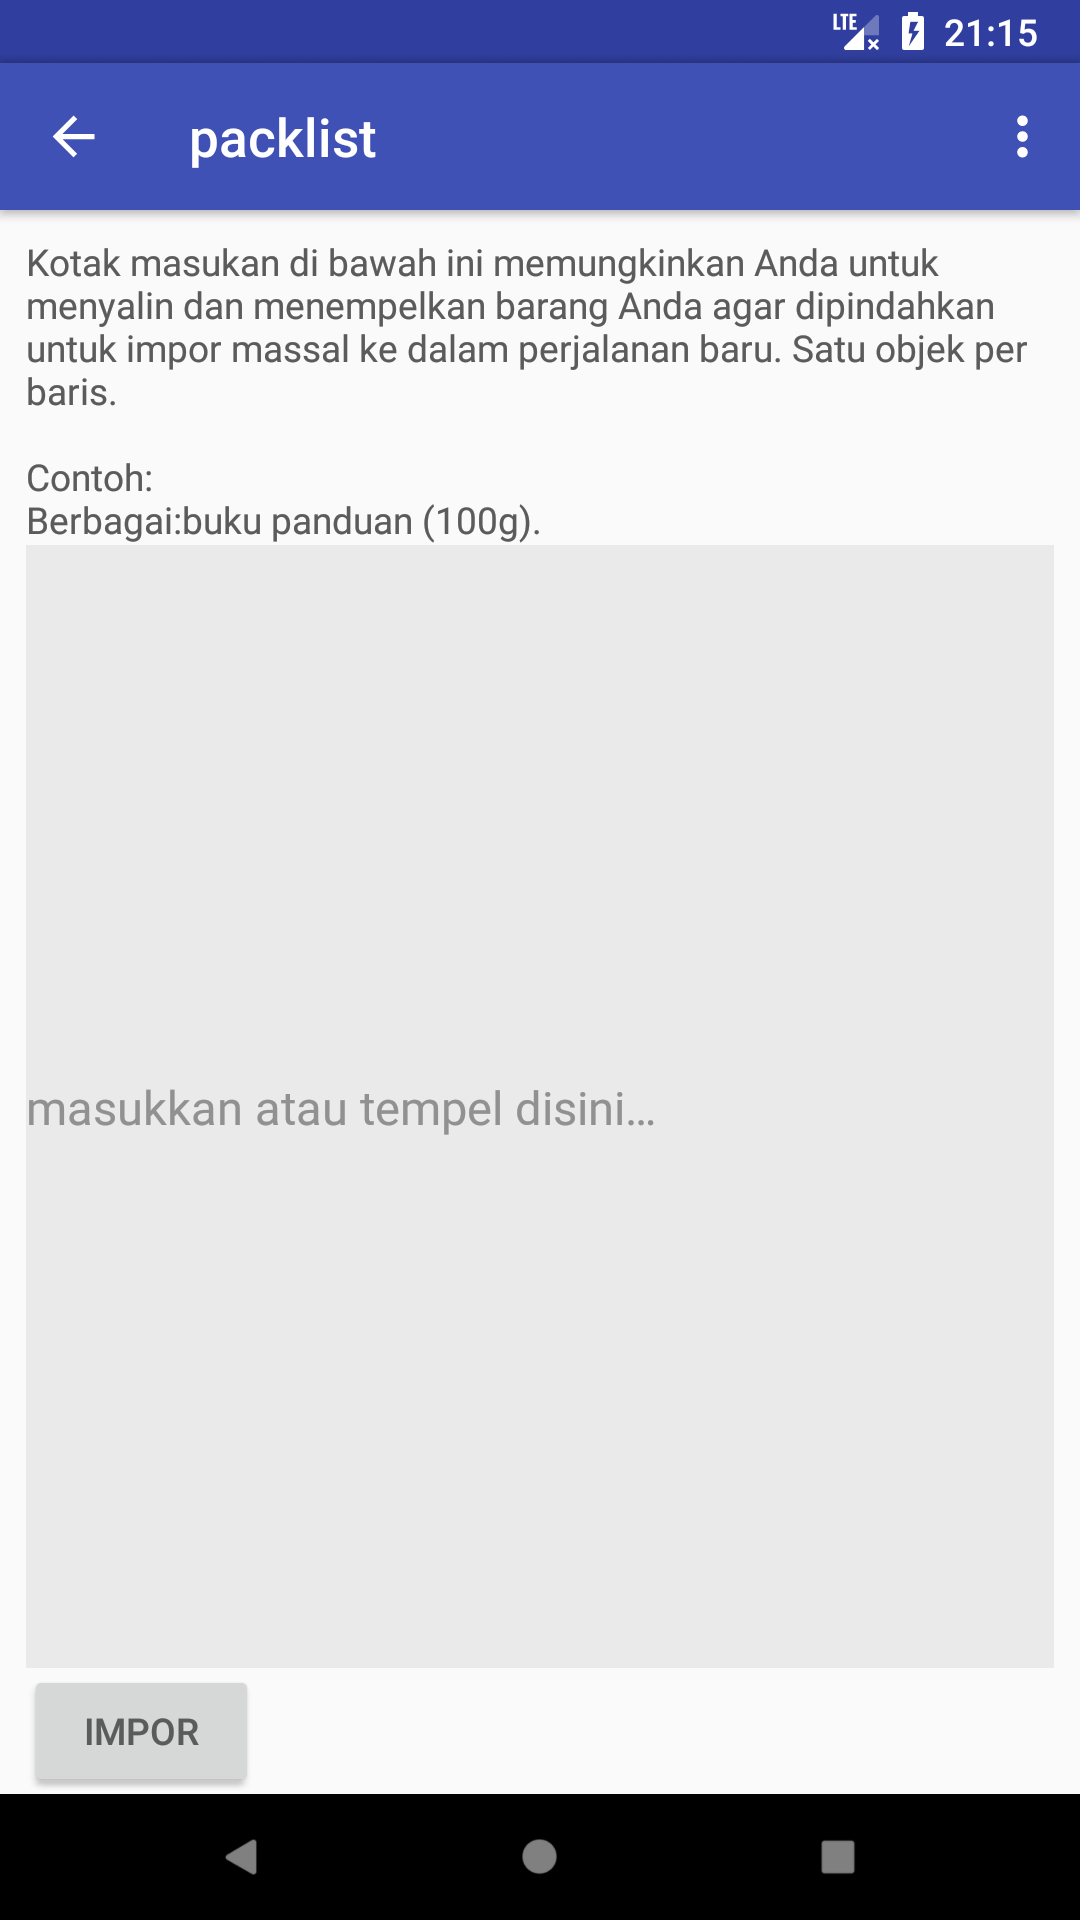 LTE 21:15
packlist
Kotak masukan di bawah ini memungkinkan Anda untuk
menyalin dan menempelkan barang Anda agar dipindahkan
untuk impor massal ke dalam perjalanan baru. Satu objek per
baris.
Contoh:
Berbagai:buku panduan (100g).
masukkan atau tempel disini…
IMPOR